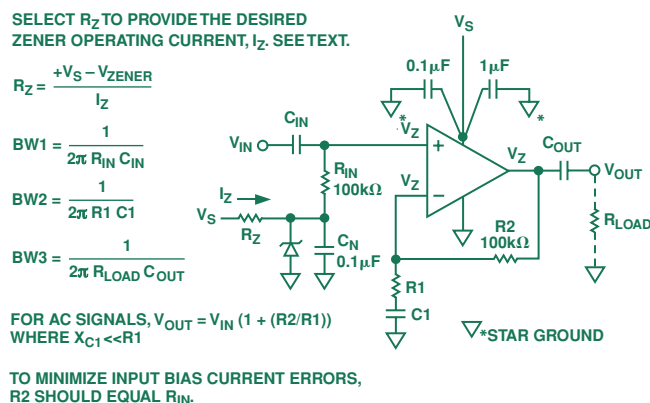 SELECT RZ TO PROVIDE THE DESIRED
ZENER OPERATING CURRENT, IZ. SEE TEXT.
RZ = +VS – VZENER / IZ
BW1 = 1 / 2π RIN CIN
BW2 = 1 / 2π R1 C1
BW3 = 1 / 2π RLOAD COUT
FOR AC SIGNALS, VOUT = VIN (1 + (R2/R1))
WHERE XC1 <<R1
TO MINIMIZE INPUT BIAS CURRENT ERRORS,
R2 SHOULD EQUAL RIN.
VS
0.1µF
1µF
*
*
VZ
CIN
VIN
+
RIN
100kΩ
VZ
–
VZ
COUT
VOUT
RLOAD
IZ
VS
RZ
CN
0.1µF
R2
100kΩ
R1
C1
*STAR GROUND